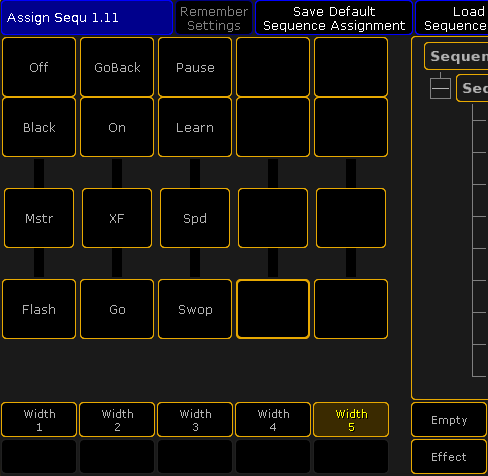 Assign Sequ 1.11
Remember
Settings
Save Default
Sequence Assignment
Load
Sequence
Off
GoBack
Pause
Black
On
Learn
Mstr
XF
Spd
Flash
Go
Swop
Width
1
Width
2
Width
3
Width
4
Width
5
Sequen
Sec
Empty
Effect